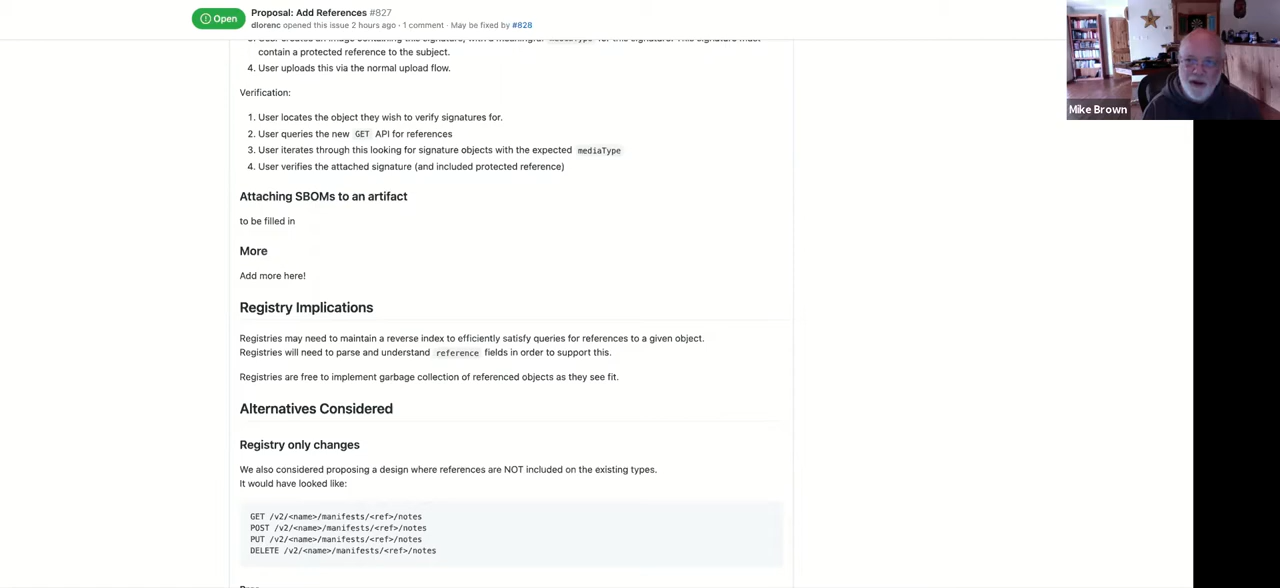 Open
Proposal: Add References #827
dlorenc opened this issue 2 hours ago · 1 comment · May be fixed by #828
contain a protected reference to the subject.
4. User uploads this via the normal upload flow.
Verification:
1. User locates the object they wish to verify signatures for.
2. User queries the new GET API for references
3. User iterates through this looking for signature objects with the expected mediaType
4. User verifies the attached signature (and included protected reference)
Attaching SBOMs to an artifact
to be filled in
More
Add more here!
Registry Implications
Registries may need to maintain a reverse index to efficiently satisfy queries for references to a given object.
Registries will need to parse and understand reference fields in order to support this.
Registries are free to implement garbage collection of referenced objects as they see fit.
Alternatives Considered
Registry only changes
We also considered proposing a design where references are NOT included on the existing types.
It would have looked like:
GET /v2/<name>/manifests/<ref>/notes
POST /v2/<name>/manifests/<ref>/notes
PUT /v2/<name>/manifests/<ref>/notes
DELETE /v2/<name>/manifests/<ref>/notes
Mike Brown